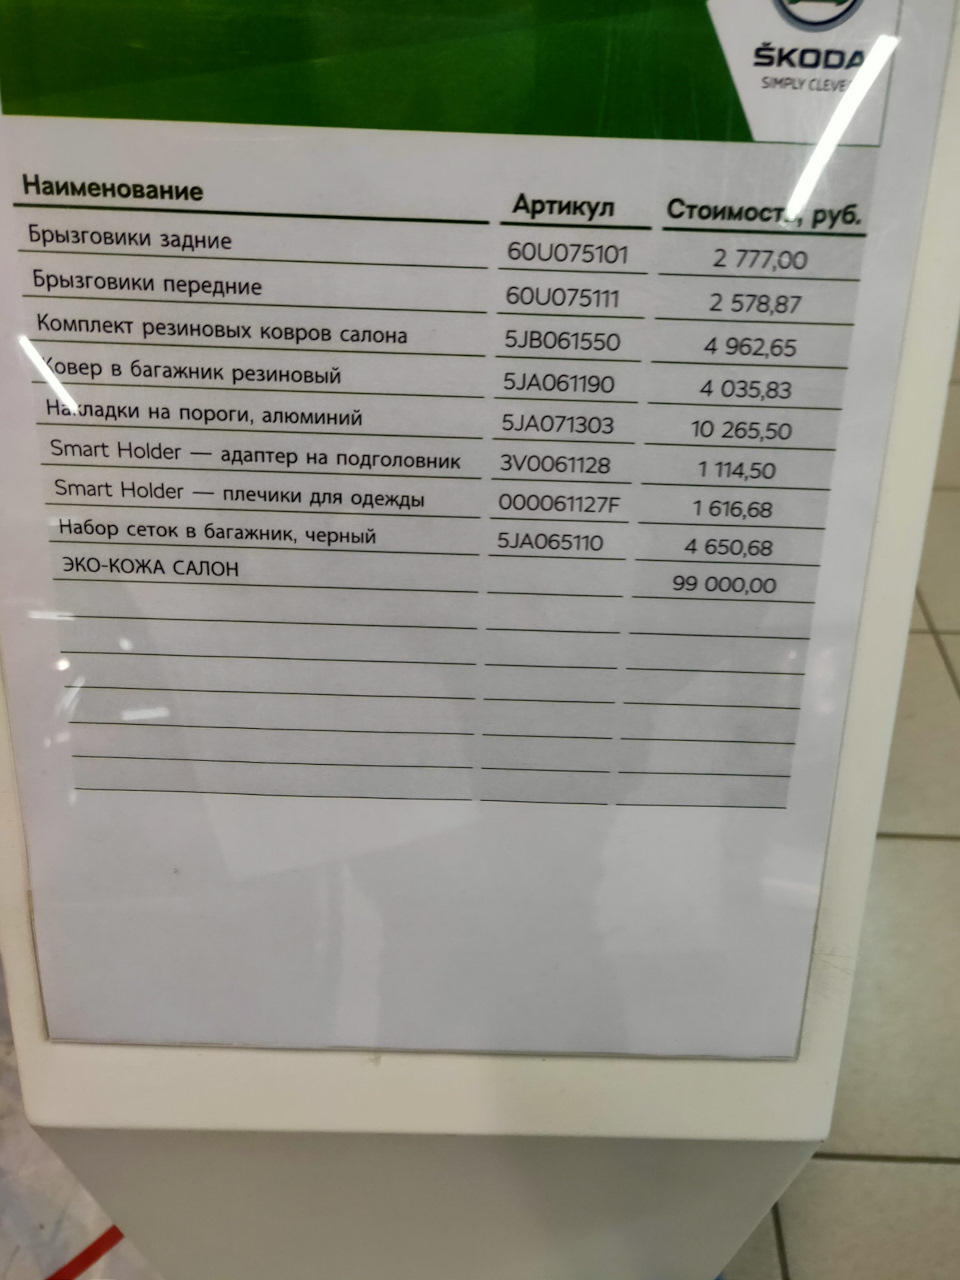 ŠKODA
SIMPLY CLEVER
Наименование Артикул Стоимость, руб.
Брызговики задние 60U075101 2 777,00
Брызговики передние 60U075111 2 578,87
Комплект резиновых ковров салона 5JB061550 4 962,65
Ковер в багажник резиновый 5JA061190 4 035,83
Накладки на пороги, алюминий 5JA071303 10 265,50
Smart Holder — адаптер на подголовник 3V0061128 1 114,50
Smart Holder — плечики для одежды 000061127F 1 616,68
Набор сеток в багажник, черный 5JA065110 4 650,68
ЭКО-КОЖА САЛОН 99 000,00